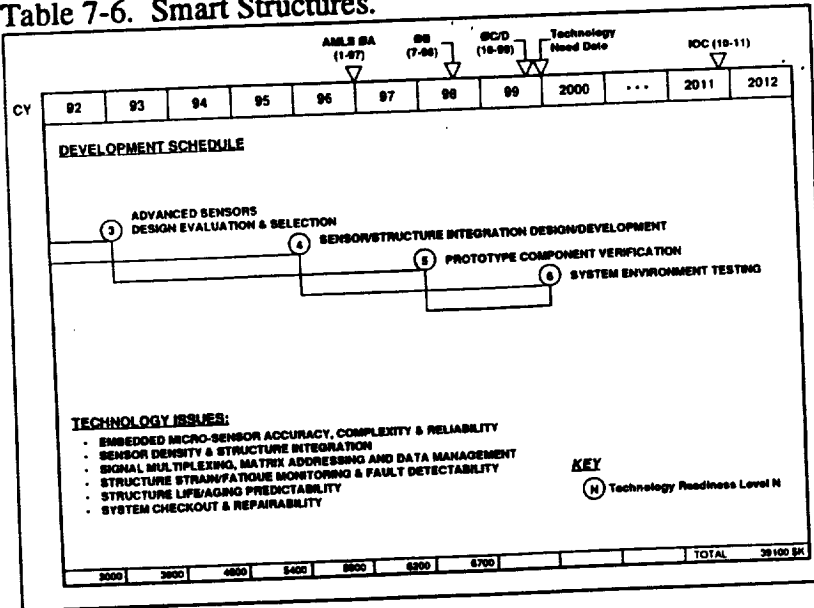 Table 7-6. Smart Structures.
AMLS ØA
(1-97)
ØB
(7-98)
ØC/D
(10-99)
Technology
Need Date
IOC (10-11)
CY 92 93 94 95 96 97 98 99 2000 ... 2011 2012
DEVELOPMENT SCHEDULE
3 ADVANCED SENSORS
DESIGN EVALUATION & SELECTION
4 SENSOR/STRUCTURE INTEGRATION DESIGN/DEVELOPMENT
5 PROTOTYPE COMPONENT VERIFICATION
6 SYSTEM ENVIRONMENT TESTING
TECHNOLOGY ISSUES:
· EMBEDDED MICRO-SENSOR ACCURACY, COMPLEXITY & RELIABILITY
· SENSOR DENSITY & STRUCTURE INTEGRATION
· SIGNAL MULTIPLEXING, MATRIX ADDRESSING AND DATA MANAGEMENT
· STRUCTURE STRAIN/FATIGUE MONITORING & FAULT DETECTABILITY
· STRUCTURE LIFE/AGING PREDICTABILITY
· SYSTEM CHECKOUT & REPAIRABILITY
KEY
N Technology Readiness Level N
3000 5400 6200 6700 TOTAL 39100 $K